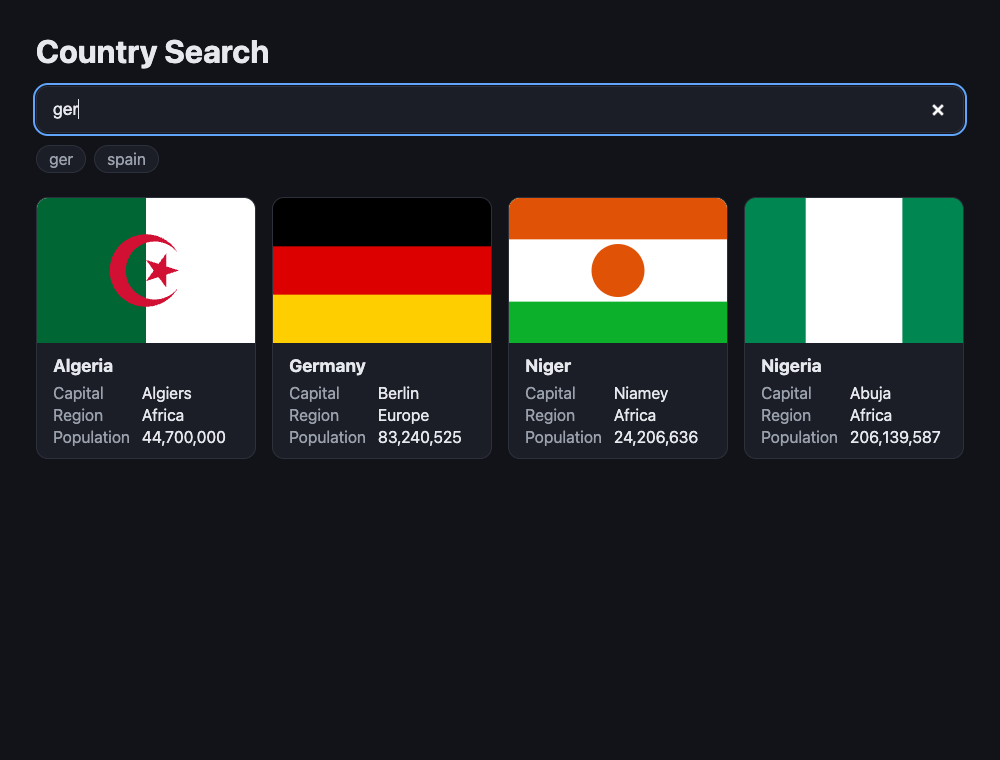 Country Search
ger
ger
spain
Algeria
Capital Algiers
Region Africa
Population 44,700,000
Germany
Capital Berlin
Region Europe
Population 83,240,525
Niger
Capital Niamey
Region Africa
Population 24,206,636
Nigeria
Capital Abuja
Region Africa
Population 206,139,587